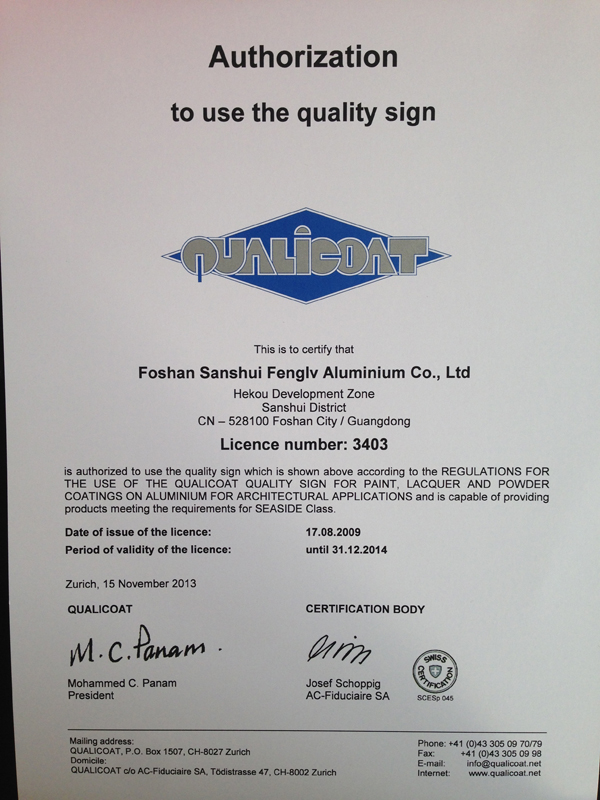 Authorization
to use the quality sign
QUALICOAT
This is to certify that
Foshan Sanshui Fenglv Aluminium Co., Ltd
Hekou Development Zone
Sanshui District
CN – 528100 Foshan City / Guangdong
Licence number: 3403
is authorized to use the quality sign which is shown above according to the REGULATIONS FOR
THE USE OF THE QUALICOAT QUALITY SIGN FOR PAINT, LACQUER AND POWDER
COATINGS ON ALUMINIUM FOR ARCHITECTURAL APPLICATIONS and is capable of providing
products meeting the requirements for SEASIDE Class.
Date of issue of the licence: 17.08.2009
Period of validity of the licence: until 31.12.2014
Zurich, 15 November 2013
QUALICOAT CERTIFICATION BODY
M.C. Panam.
Mohammed C. Panam Josef Schoppig
President AC-Fiduciaire SA
SWISS CERTIFICATION
SCESp 045
Mailing address:
QUALICOAT, P.O. Box 1507, CH-8027 Zurich
Domicile:
QUALICOAT c/o AC-Fiduciaire SA, Tödistrasse 47, CH-8002 Zurich
Phone: +41 (0)43 305 09 70/79
Fax: +41 (0)43 305 09 98
E-mail: info@qualicoat.net
Internet: www.qualicoat.net